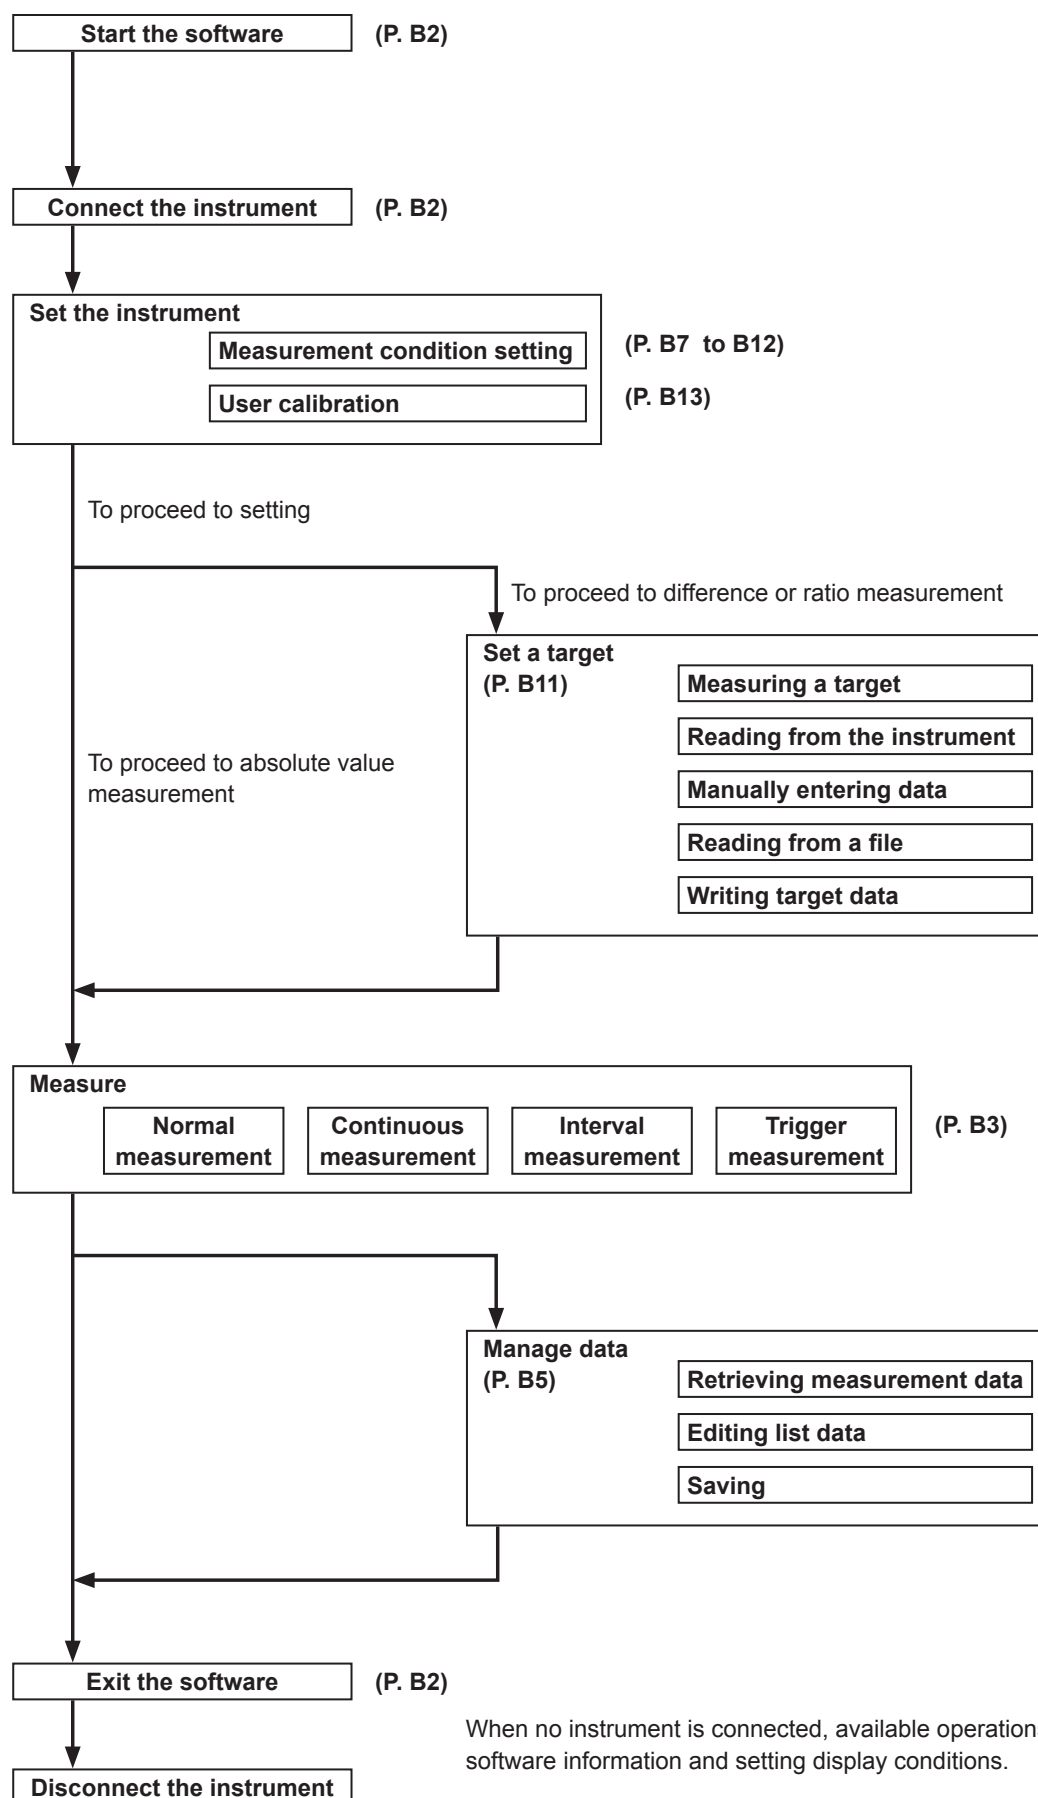 Start the software (P. B2)
Connect the instrument (P. B2)
Set the instrument
Measurement condition setting (P. B7 to B12)
User calibration (P. B13)
To proceed to setting
To proceed to difference or ratio measurement
Set a target
(P. B11)
Measuring a target
Reading from the instrument
Manually entering data
Reading from a file
Writing target data
To proceed to absolute value
measurement
Measure
Normal
measurement
Continuous
measurement
Interval
measurement
Trigger
measurement
(P. B3)
Manage data
(P. B5)
Retrieving measurement data
Editing list data
Saving
Exit the software (P. B2)
When no instrument is connected, available operation
software information and setting display conditions.
Disconnect the instrument